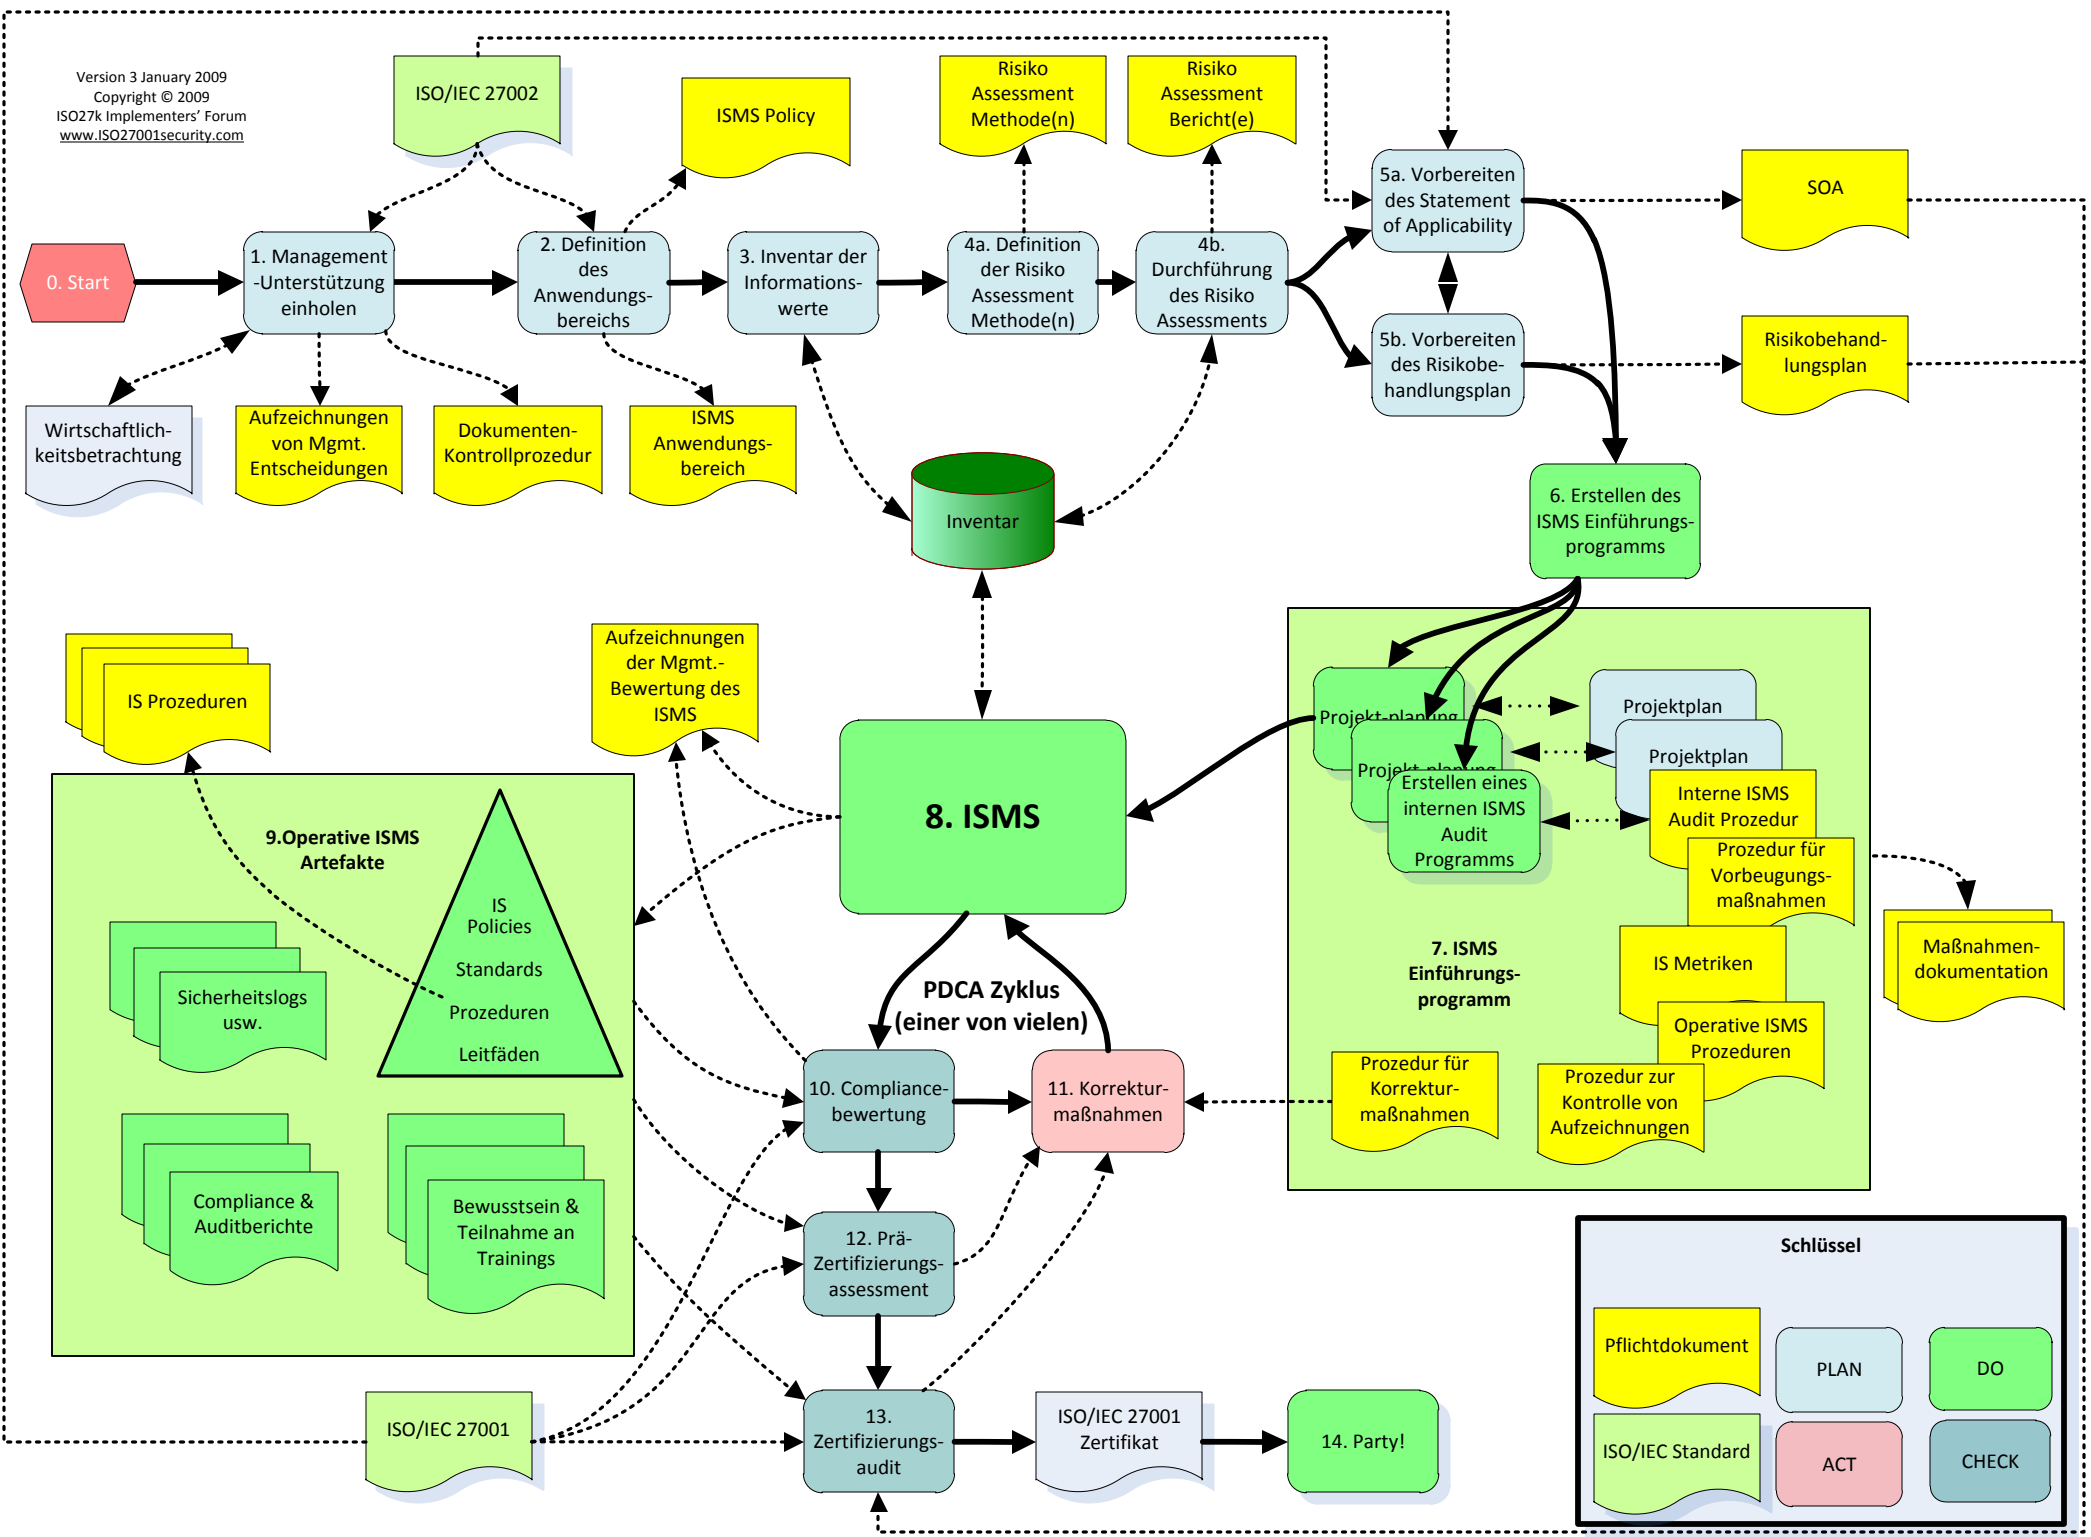 Version 3 January 2009
Copyright © 2009
ISO27k Implementers' Forum
www.ISO27001security.com
ISO/IEC 27002
ISMS Policy
Risiko
Assessment
Methode(n)
Risiko
Assessment
Bericht(e)
5a. Vorbereiten
des Statement
of Applicability
SOA
0. Start
1. Management
-Unterstützung
einholen
2. Definition
des
Anwendungs-
bereichs
3. Inventar der
Informations-
werte
4a. Definition
der Risiko
Assessment
Methode(n)
4b.
Durchführung
des Risiko
Assessments
5b. Vorbereiten
des Risikobe-
handlungsplan
Risikobehand-
lungsplan
Wirtschaftlich-
keitsbetrachtung
Aufzeichnungen
von Mgmt.
Entscheidungen
Dokumenten-
Kontrollprozedur
ISMS
Anwendungs-
bereich
Inventar
6. Erstellen des
ISMS Einführungs-
programms
IS Prozeduren
Aufzeichnungen
der Mgmt.-
Bewertung des
ISMS
8. ISMS
Projekt-planung
Projekt-planung
Erstellen eines
internen ISMS
Audit
Programms
Projektplan
Projektplan
Interne ISMS
Audit Prozedur
Prozedur für
Vorbeugungs-
maßnahmen
Maßnahmen-
dokumentation
7. ISMS
Einführungs-
programm
IS Metriken
Operative ISMS
Prozeduren
Prozedur zur
Kontrolle von
Aufzeichnungen
Prozedur für
Korrektur-
maßnahmen
9.Operative ISMS
Artefakte
IS
Policies
Standards
Prozeduren
Leitfäden
Sicherheitslogs
usw.
Compliance &
Auditberichte
Bewusstsein &
Teilnahme an
Trainings
PDCA Zyklus
(einer von vielen)
10. Compliance-
bewertung
11. Korrektur-
maßnahmen
12. Prä-
Zertifizierungs-
assessment
ISO/IEC 27001
13.
Zertifizierungs-
audit
ISO/IEC 27001
Zertifikat
14. Party!
Schlüssel
Pflichtdokument
PLAN
DO
ISO/IEC Standard
ACT
CHECK